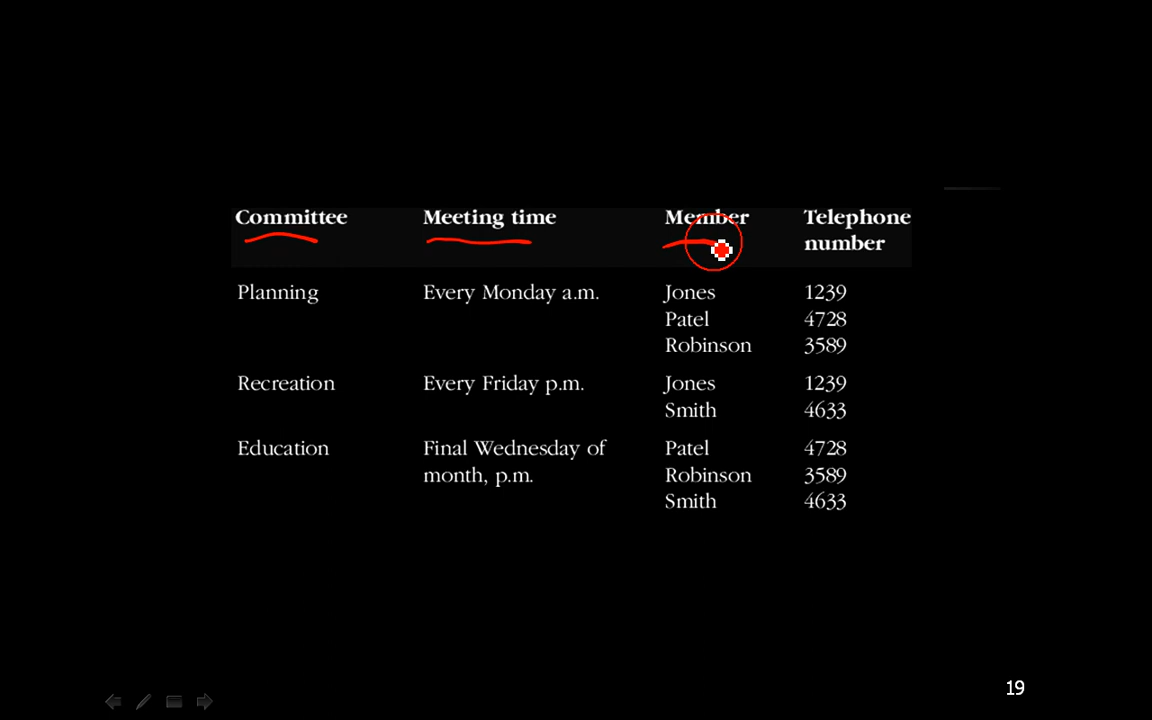 Committee Meeting time Member Telephone number
Planning Every Monday a.m. Jones 1239
Patel 4728
Robinson 3589
Recreation Every Friday p.m. Jones 1239
Smith 4633
Education Final Wednesday of Patel 4728
month, p.m. Robinson 3589
Smith 4633
19